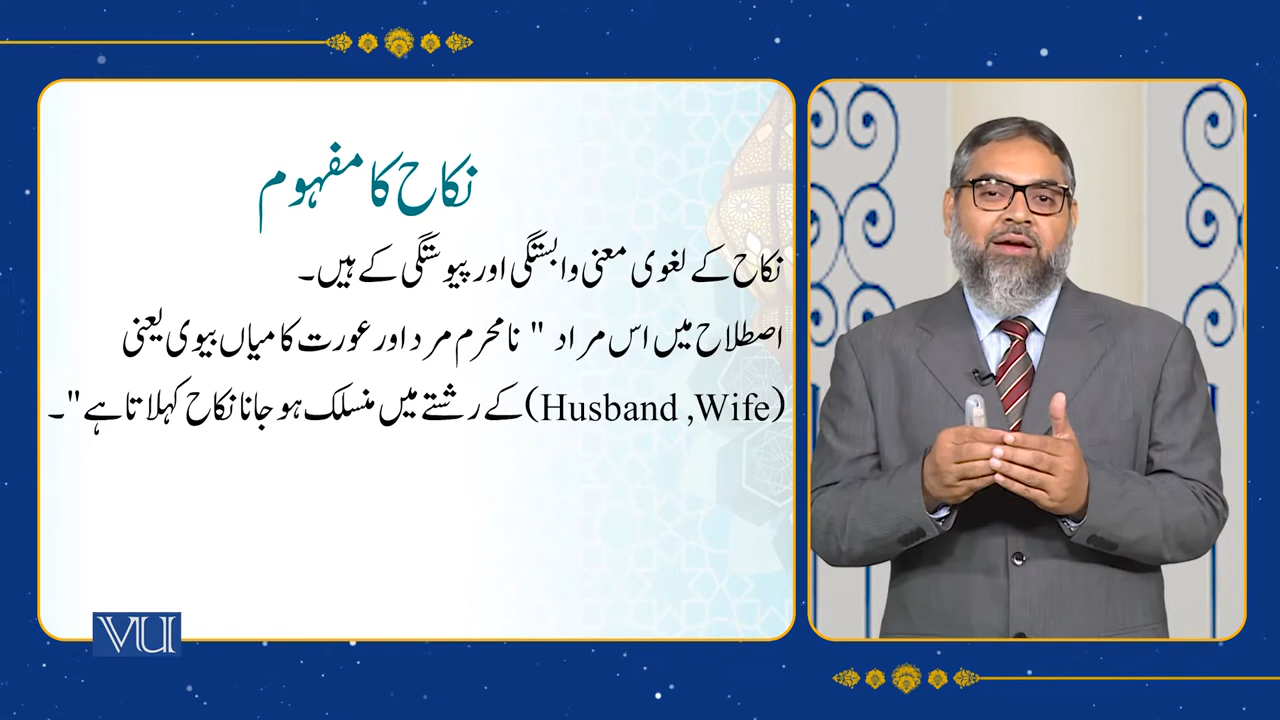 نکاح کا مفہوم
نکاح کے لغوی معنی وابستگی اور پیوستگی کے ہیں۔
اصطلاح میں اس مراد " نامحرم مرد اور عورت کا میاں بیوی یعنی
(Husband ,Wife) کے رشتے میں منسلک ہو جانا نکاح کہلاتا ہے"۔
VU